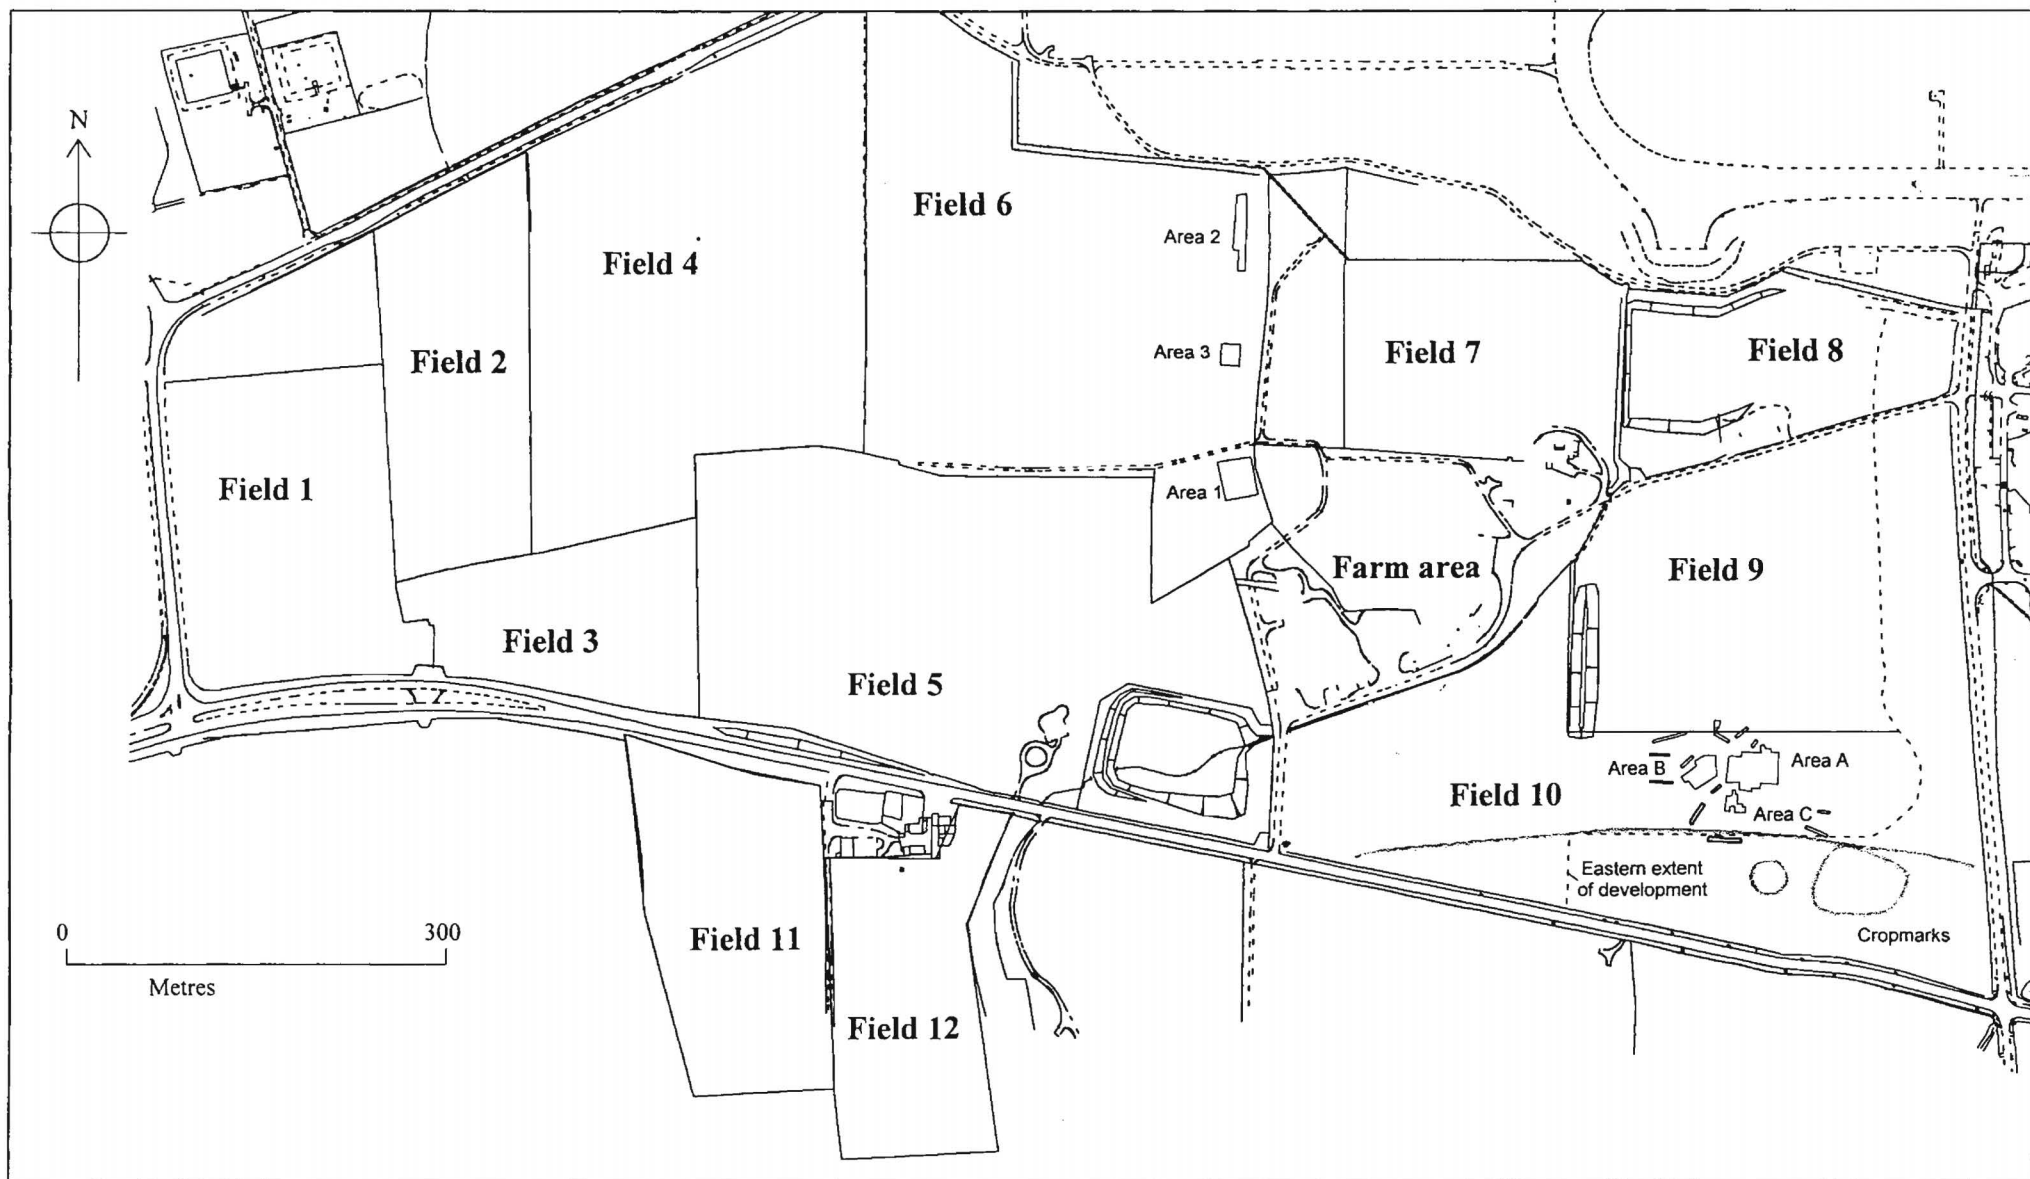 N
Field 6
Area 2
Field 4
Area 3
Field 7
Field 8
Field 2
Field 1
Area 1
Farm area
Field 9
Field 3
Field 5
Area B
Area A
Field 10
Area C
Eastern extent
of development
0
300
Field 11
Cropmarks
Metres
Field 12